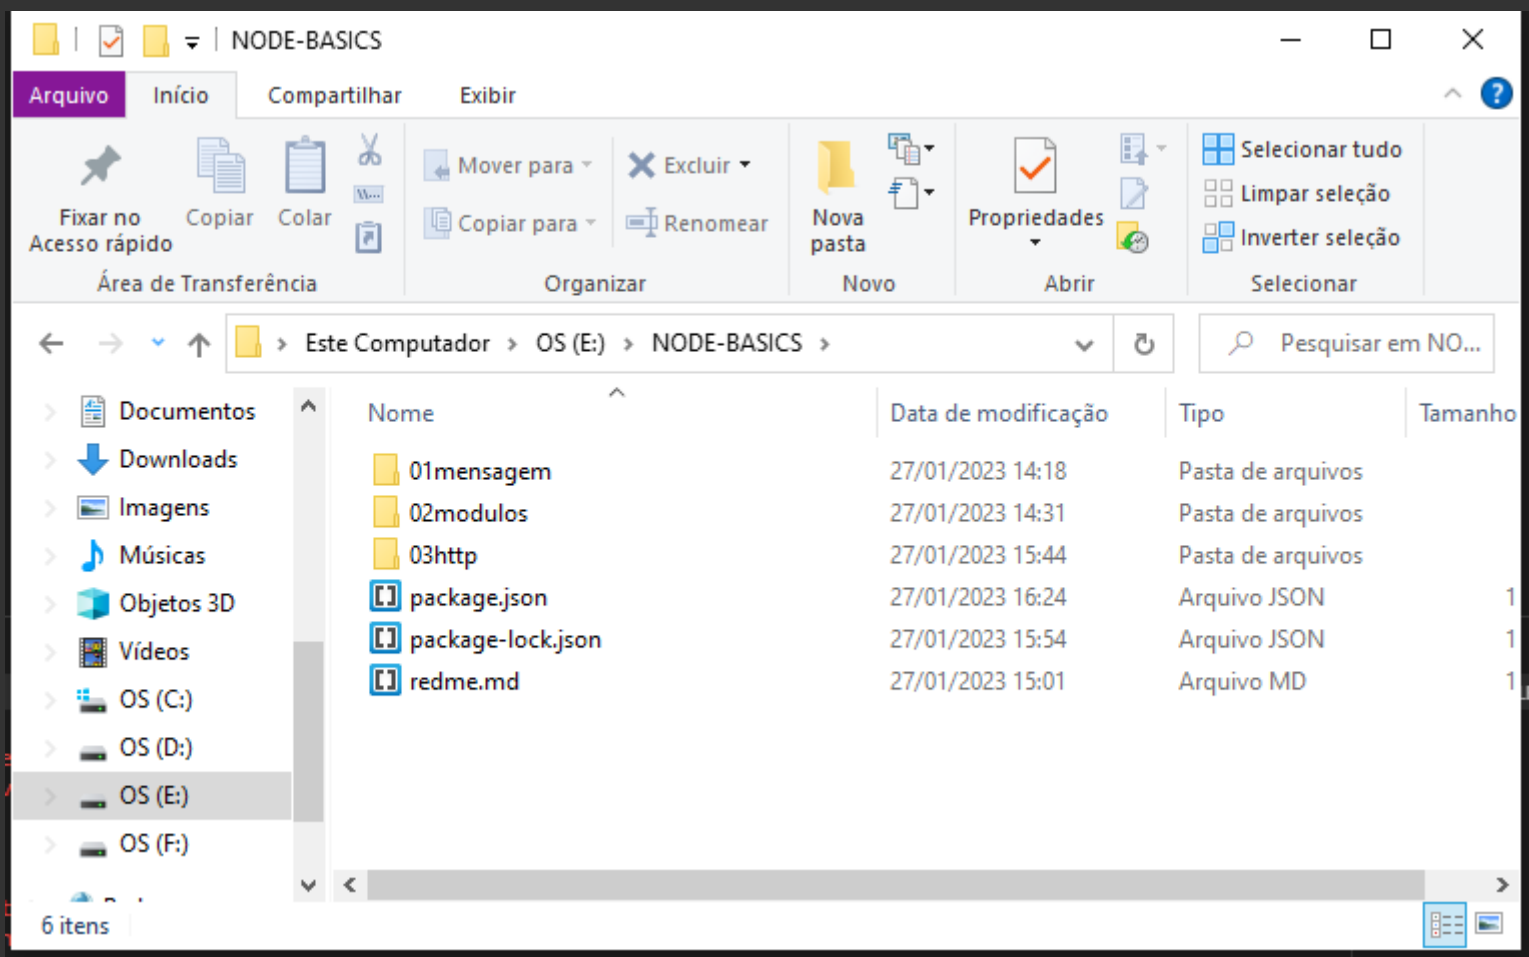 NODE-BASICS
Arquivo Início Compartilhar Exibir
Fixar no Acesso rápido
Copiar
Colar
Área de Transferência
Mover para
Copiar para
Excluir
Renomear
Organizar
Nova pasta
Novo
Propriedades
Abrir
Selecionar tudo
Limpar seleção
Inverter seleção
Selecionar
Este Computador > OS (E:) > NODE-BASICS >
Pesquisar em NO...
Documentos
Downloads
Imagens
Músicas
Objetos 3D
Vídeos
OS (C:)
OS (D:)
OS (E:)
OS (F:)
Nome Data de modificação Tipo Tamanho
01mensagem 27/01/2023 14:18 Pasta de arquivos
02modulos 27/01/2023 14:31 Pasta de arquivos
03http 27/01/2023 15:44 Pasta de arquivos
package.json 27/01/2023 16:24 Arquivo JSON 1
package-lock.json 27/01/2023 15:54 Arquivo JSON 1
redme.md 27/01/2023 15:01 Arquivo MD 1
6 itens